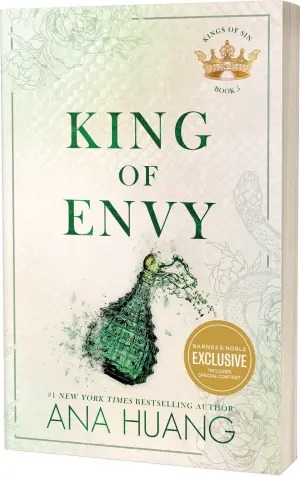 KINGS OF SIN
BOOK 5
KING
OF
ENVY
BARNES & NOBLE
EXCLUSIVE
INCLUDES
SPECIAL CONTENT
#1 NEW YORK TIMES BESTSELLING AUTHOR
ANA HUANG